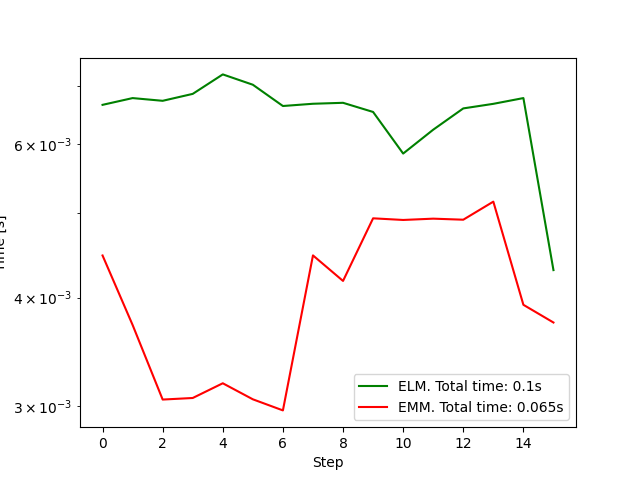 6 × 10⁻³
4 × 10⁻³
3 × 10⁻³
Time [s]
ELM. Total time: 0.1s
EMM. Total time: 0.065s
0 2 4 6 8 10 12 14
Step